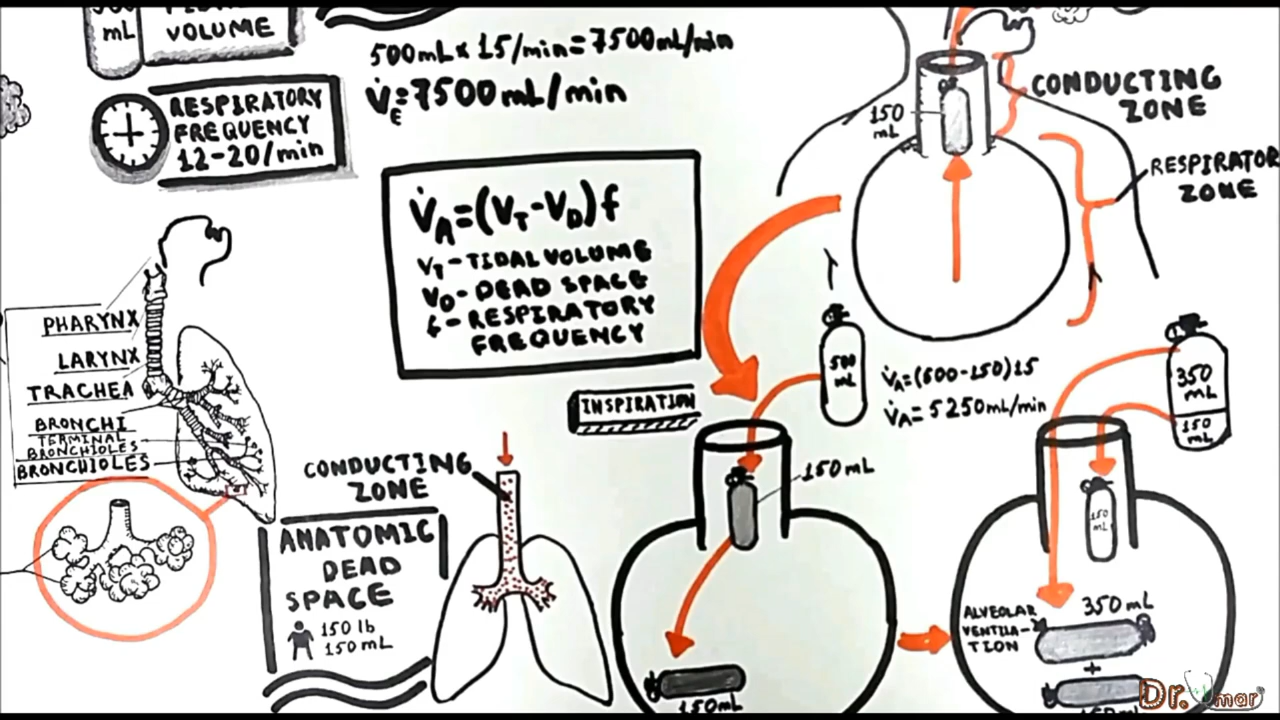 mL
VOLUME
500mL x 15/min=7500mL/min
V̇E=7500mL/min
RESPIRATORY
FREQUENCY
12-20/min
V̇A=(VT-VD)f
VT-TIDAL VOLUME
VD-DEAD SPACE
f-RESPIRATORY
FREQUENCY
150
mL
CONDUCTING
ZONE
RESPIRATOR
ZONE
PHARYNX
LARYNX
TRACHEA
BRONCHI
TERMINAL
BRONCHIOLES
BRONCHIOLES
INSPIRATION
500
mL
V̇A=(600-150)15
V̇A=5250mL/min
350
mL
150
mL
CONDUCTING
ZONE
ANATOMIC
DEAD
SPACE
150 lb
150 mL
150mL
150mL
150
mL
ALVEOLAR
VENTILA-
TION
350mL
+
Dr. Umar